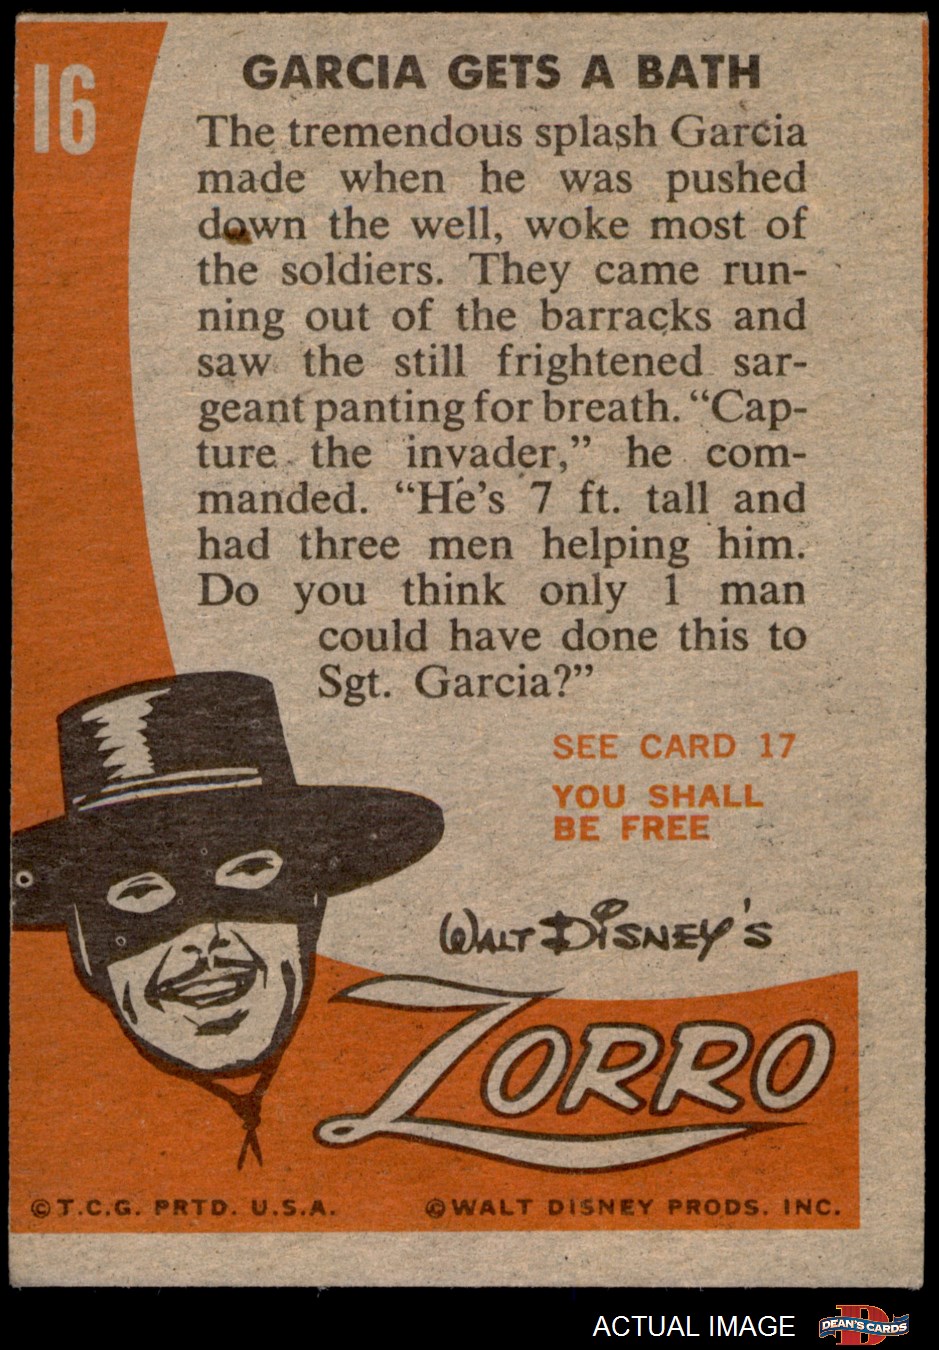 16
GARCIA GETS A BATH
The tremendous splash Garcia
made when he was pushed
down the well, woke most of
the soldiers. They came run-
ning out of the barracks and
saw the still frightened sar-
geant panting for breath. “Cap-
ture the invader,” he com-
manded. “He’s 7 ft. tall and
had three men helping him.
Do you think only 1 man
could have done this to
Sgt. Garcia?”
SEE CARD 17
YOU SHALL
BE FREE
WALT DISNEY'S
ZORRO
©T.C.G. PRTD. U.S.A. ©WALT DISNEY PRODS. INC.
ACTUAL IMAGE
D
DEAN'S CARDS